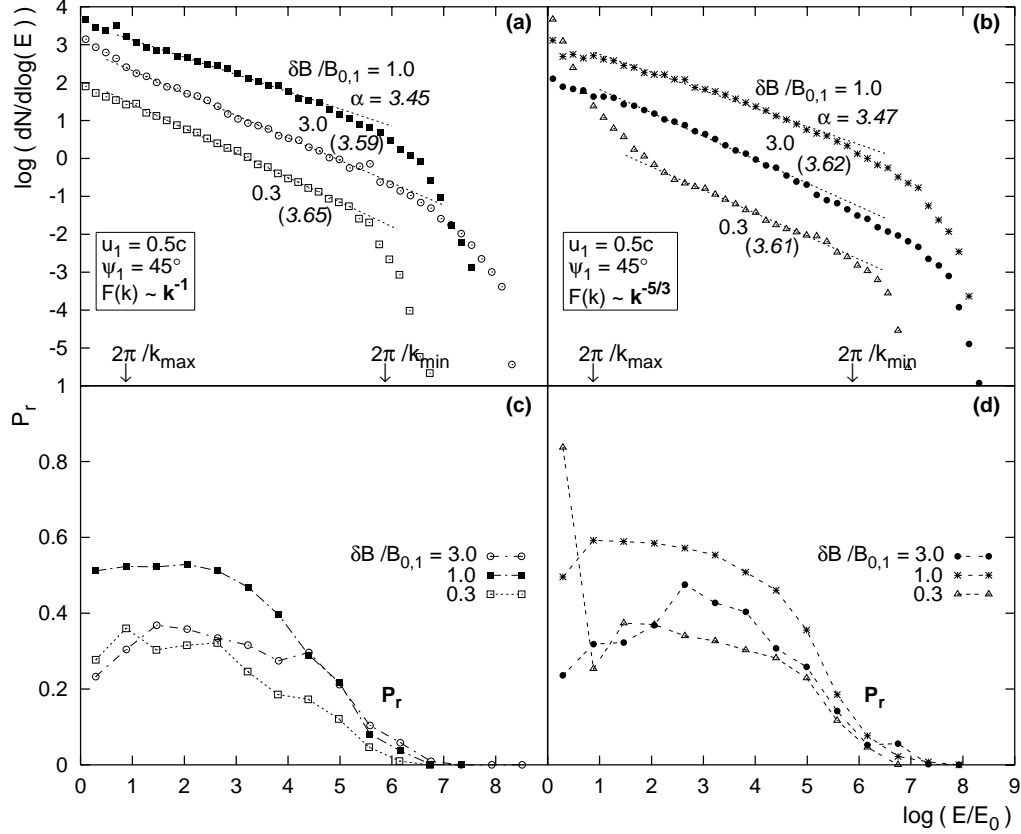 log ( dN/dlog( E ) )
4
3
2
1
0
-1
-2
-3
-4
-5
1
(a)
δB /B0,1 = 1.0
α = 3.45
3.0
(3.59)
0.3
(3.65)
u1 = 0.5c
ψ1 = 45°
F(k) ~ k-1
2π /kmax
2π /kmin
(b)
δB /B0,1 = 1.0
α = 3.47
3.0
(3.62)
0.3
(3.61)
u1 = 0.5c
ψ1 = 45°
F(k) ~ k-5/3
2π /kmax
2π /kmin
Pr
0.8
0.6
0.4
0.2
0
(c)
δB /B0,1 = 3.0
1.0
0.3
Pr
0 1 2 3 4 5 6 7 8
(d)
δB /B0,1 = 3.0
1.0
0.3
Pr
0 1 2 3 4 5 6 7 8 9
log ( E/E0 )